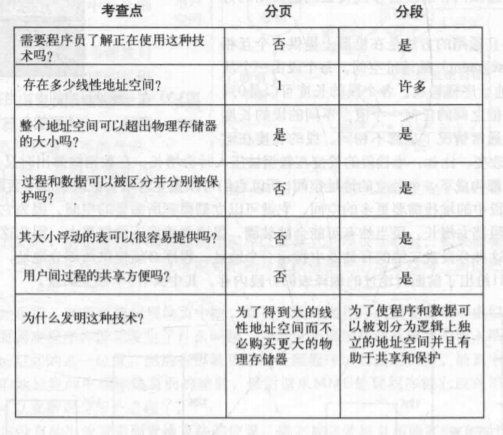 考查点 分页 分段
需要程序员了解正在使用这种技 否 是
术吗?
存在多少线性地址空间? 1 许多
整个地址空间可以超出物理存储器 是 是
的大小吗?
过程和数据可以被区分并分别被保 否 是
护吗?
其大小浮动的表可以很容易提供吗? 否 是
用户间过程的共享方便吗? 否 是
为什么发明这种技术? 为了得到大的线 为了使程序和数据可
性地址空间而不 以被划分为逻辑上独
必购买更大的物 立的地址空间并且有
理存储器 助于共享和保护